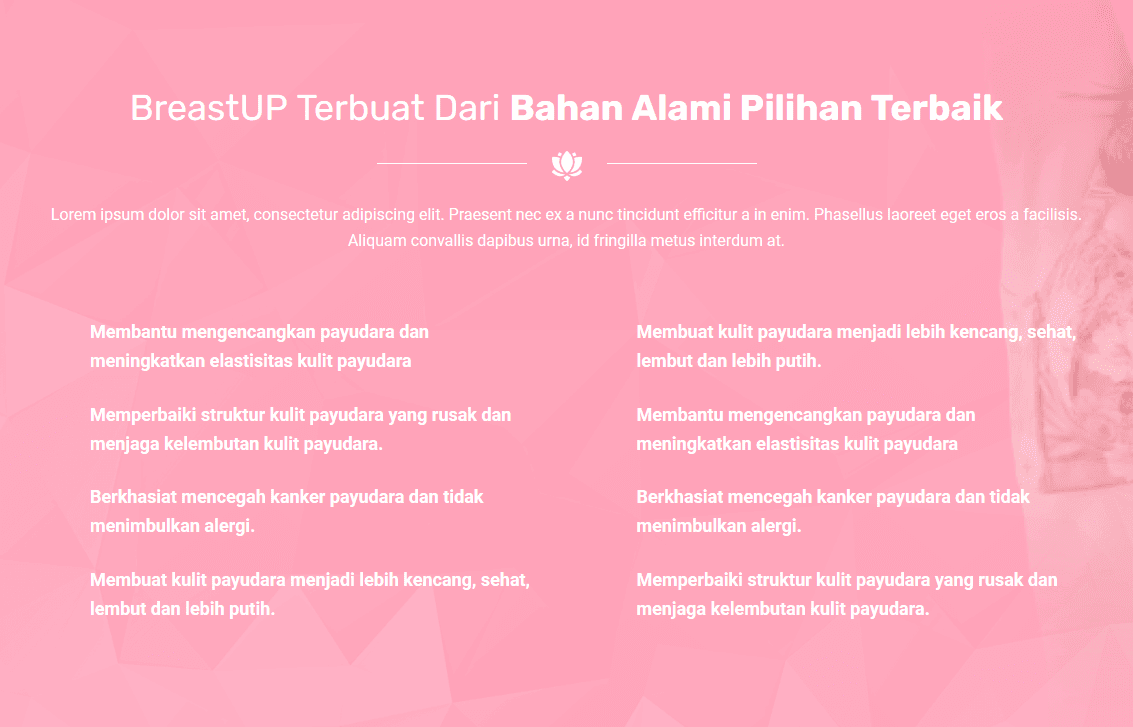 BreastUP Terbuat Dari Bahan Alami Pilihan Terbaik
Lorem ipsum dolor sit amet, consectetur adipiscing elit. Praesent nec ex a nunc tincidunt efficitur a in enim. Phasellus laoreet eget eros a facilisis.
Aliquam convallis dapibus urna, id fringilla metus interdum at.
Membantu mengencangkan payudara dan
meningkatkan elastisitas kulit payudara
Memperbaiki struktur kulit payudara yang rusak dan
menjaga kelembutan kulit payudara.
Berkhasiat mencegah kanker payudara dan tidak
menimbulkan alergi.
Membuat kulit payudara menjadi lebih kencang, sehat,
lembut dan lebih putih.
Membuat kulit payudara menjadi lebih kencang, sehat,
lembut dan lebih putih.
Membantu mengencangkan payudara dan
meningkatkan elastisitas kulit payudara
Berkhasiat mencegah kanker payudara dan tidak
menimbulkan alergi.
Memperbaiki struktur kulit payudara yang rusak dan
menjaga kelembutan kulit payudara.